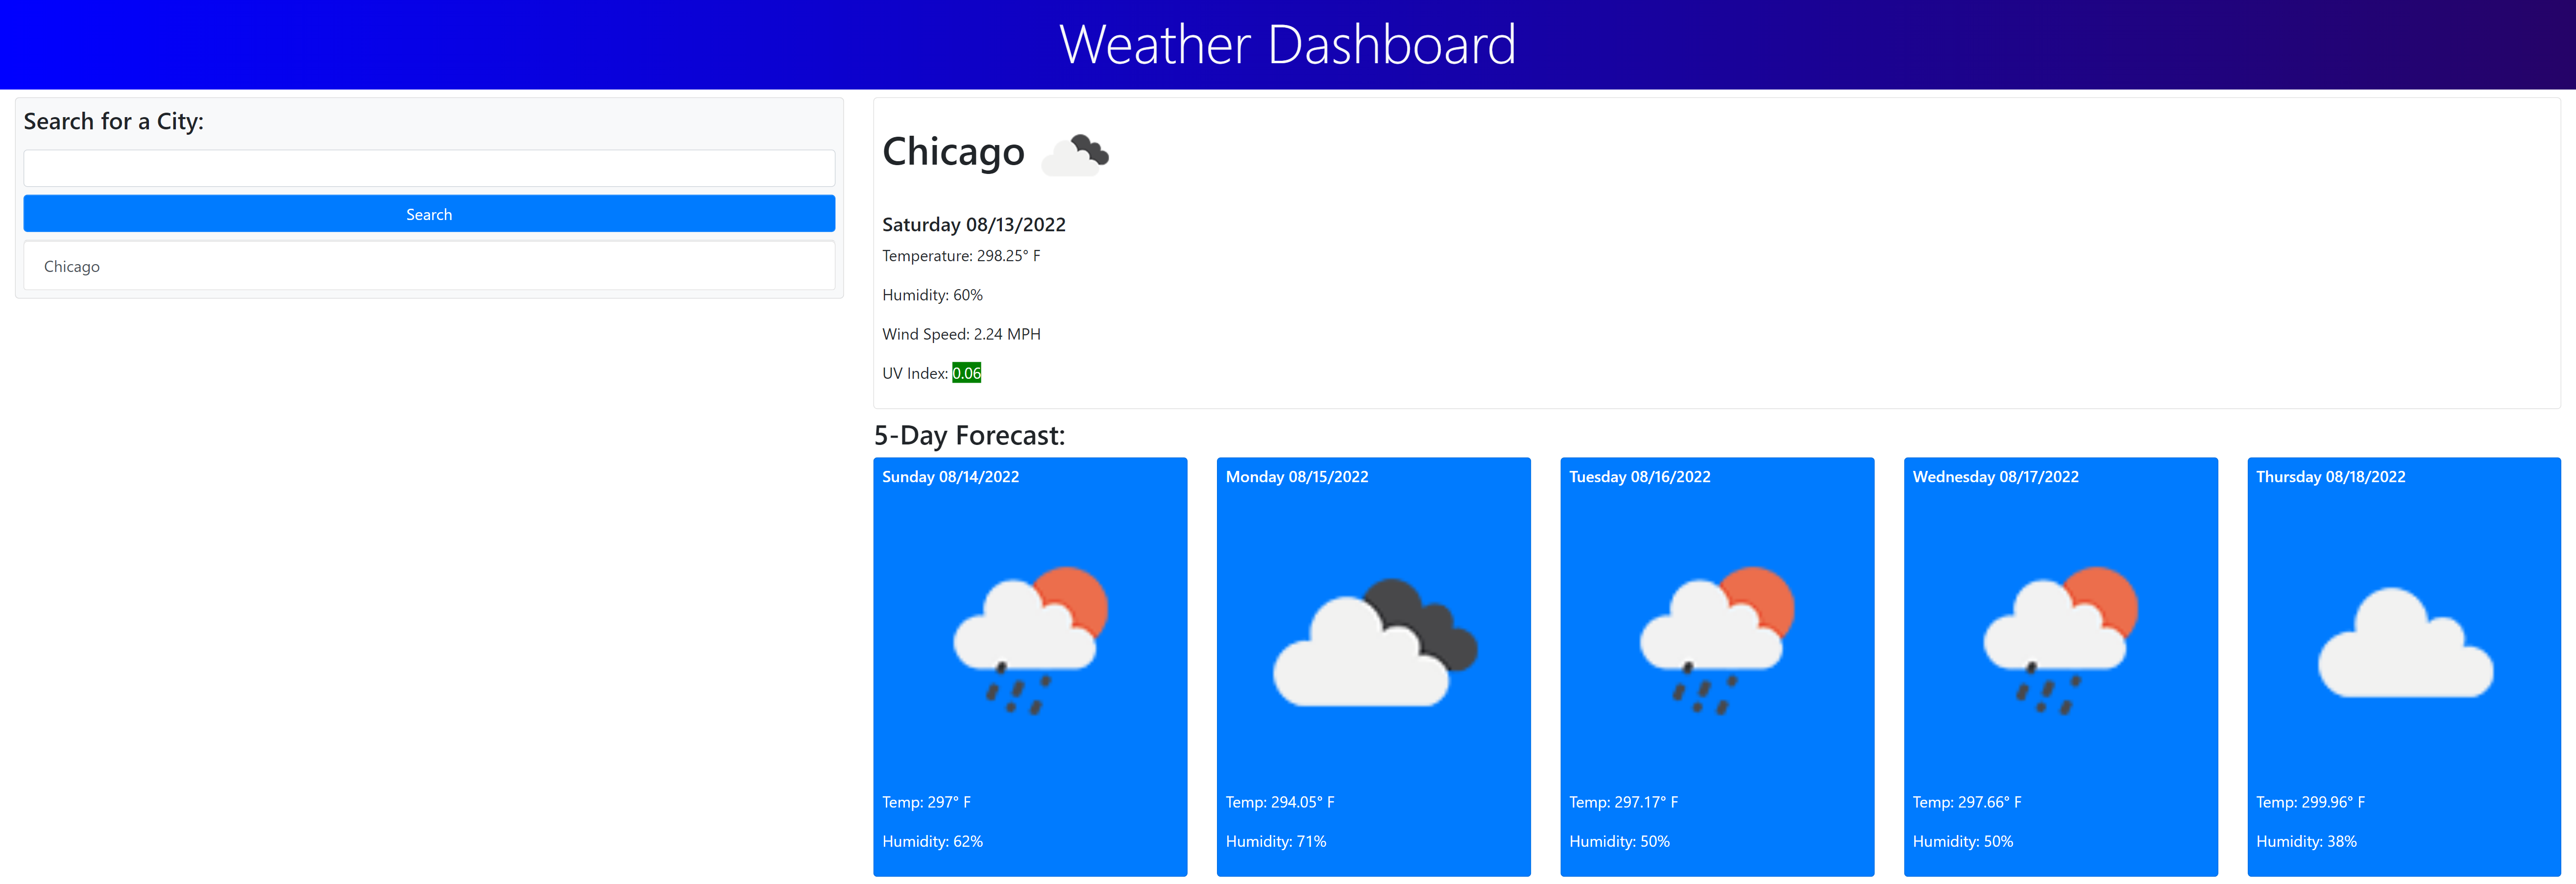 Weather Dashboard
Search for a City:
Search
Chicago
Chicago
Saturday 08/13/2022
Temperature: 298.25° F
Humidity: 60%
Wind Speed: 2.24 MPH
UV Index: 0.06
5-Day Forecast:
Sunday 08/14/2022
Temp: 297° F
Humidity: 62%
Monday 08/15/2022
Temp: 294.05° F
Humidity: 71%
Tuesday 08/16/2022
Temp: 297.17° F
Humidity: 50%
Wednesday 08/17/2022
Temp: 297.66° F
Humidity: 50%
Thursday 08/18/2022
Temp: 299.96° F
Humidity: 38%